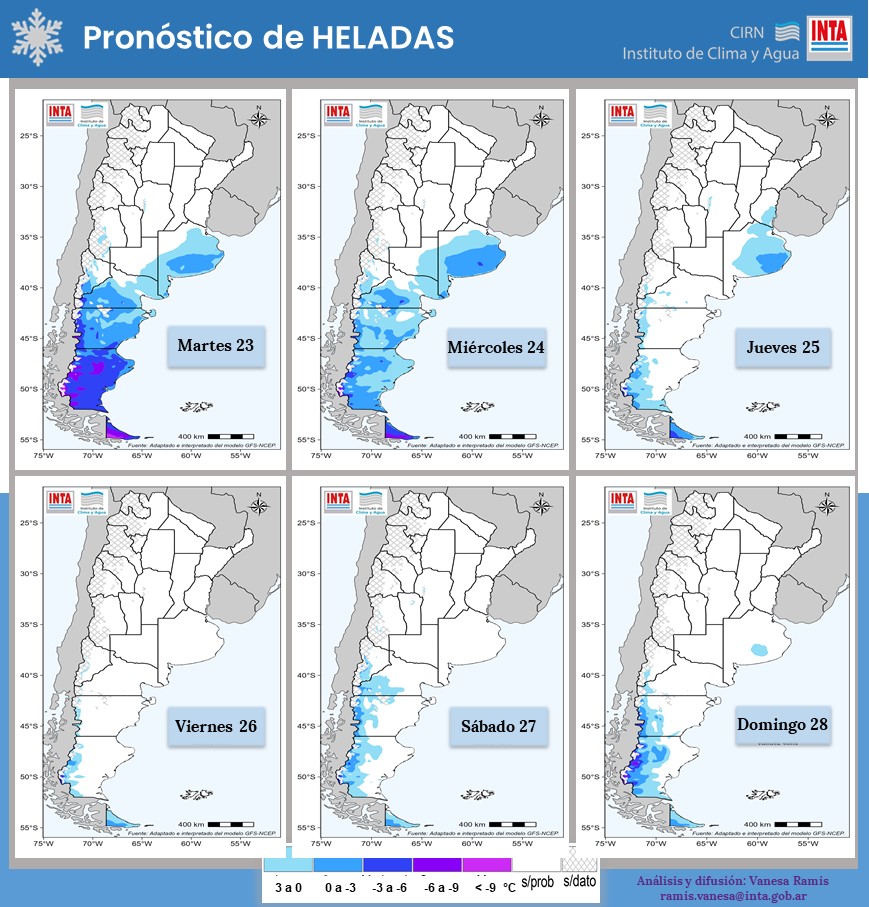 Pronóstico de HELADAS
CIRN
INTA
Instituto de Clima y Agua
INTA
Instituto de
Clima y Agua
N
25°S
30°S
35°S
40°S
45°S
50°S
55°S
Martes 23
400 km
Fuente: Adaptado e interpretado del modelo GFS-NCEP.
75°W
70°W
65°W
60°W
55°W
INTA
Instituto de
Clima y Agua
N
25°S
30°S
35°S
40°S
45°S
50°S
55°S
Miércoles 24
400 km
Fuente: Adaptado e interpretado del modelo GFS-NCEP.
75°W
70°W
65°W
60°W
55°W
INTA
Instituto de
Clima y Agua
N
25°S
30°S
35°S
40°S
45°S
50°S
55°S
Jueves 25
400 km
Fuente: Adaptado e interpretado del modelo GFS-NCEP.
75°W
70°W
65°W
60°W
55°W
INTA
Instituto de
Clima y Agua
N
25°S
30°S
35°S
40°S
45°S
50°S
55°S
Viernes 26
400 km
Fuente: Adaptado e interpretado del modelo GFS-NCEP.
75°W
70°W
65°W
60°W
55°W
INTA
Instituto de
Clima y Agua
N
25°S
30°S
35°S
40°S
45°S
50°S
55°S
Sábado 27
400 km
Fuente: Adaptado e interpretado del modelo GFS-NCEP.
75°W
70°W
65°W
60°W
55°W
INTA
Instituto de
Clima y Agua
N
25°S
30°S
35°S
40°S
45°S
50°S
55°S
Domingo 28
400 km
Fuente: Adaptado e interpretado del modelo GFS-NCEP.
75°W
70°W
65°W
60°W
55°W
3 a 0 0 a -3 -3 a -6 -6 a -9 < -9 °C s/prob s/dato
Análisis y difusión: Vanesa Ramis
ramis.vanesa@inta.gob.ar